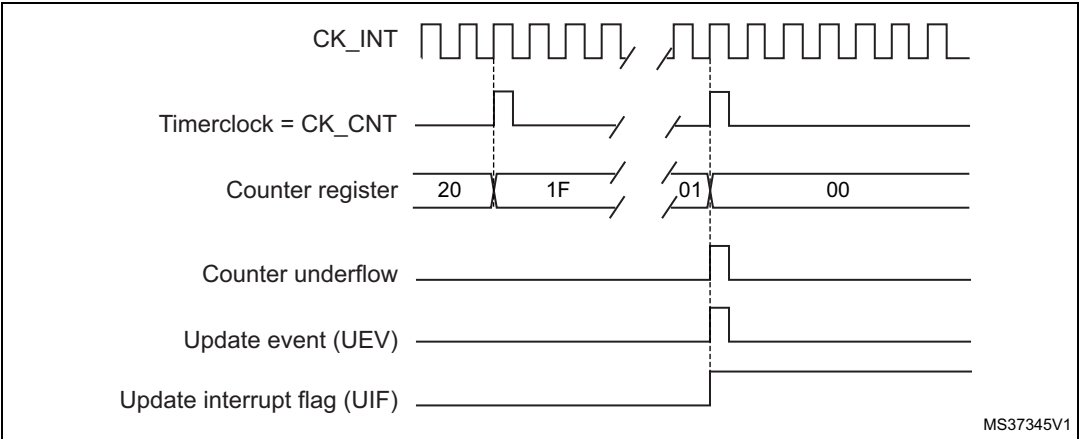 CK_INT
Timerclock = CK_CNT
Counter register 20 1F 01 00
Counter underflow
Update event (UEV)
Update interrupt flag (UIF)
MS37345V1